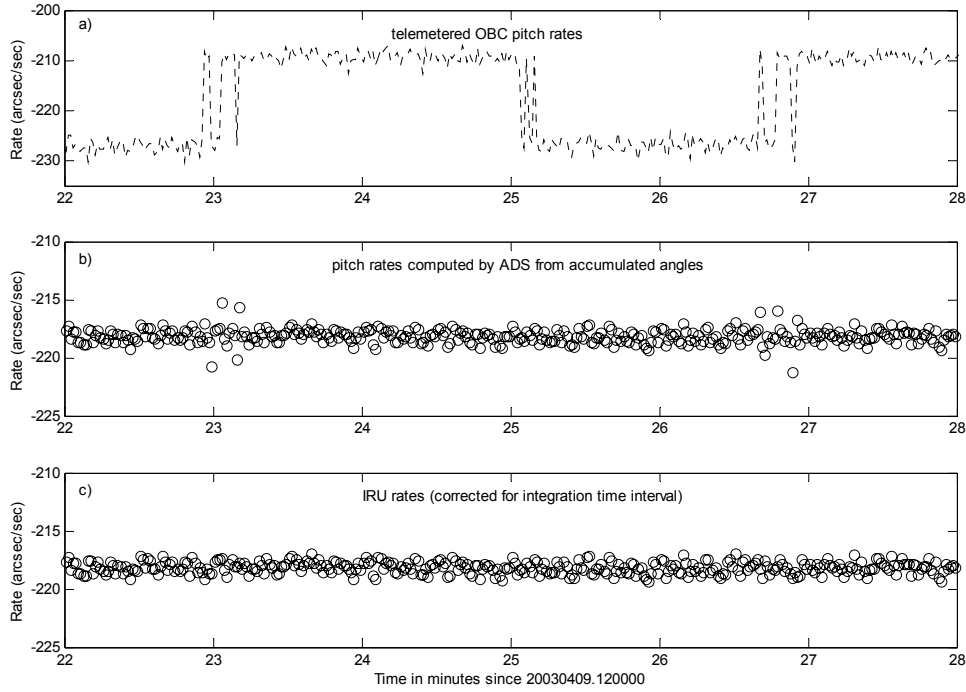 a)
telemetered OBC pitch rates
Rate (arcsec/sec)
-200
-210
-220
-230
22 23 24 25 26 27 28
b)
pitch rates computed by ADS from accumulated angles
Rate (arcsec/sec)
-210
-215
-220
-225
22 23 24 25 26 27 28
c)
IRU rates (corrected for integration time interval)
Rate (arcsec/sec)
-210
-215
-220
-225
22 23 24 25 26 27 28
Time in minutes since 20030409.120000